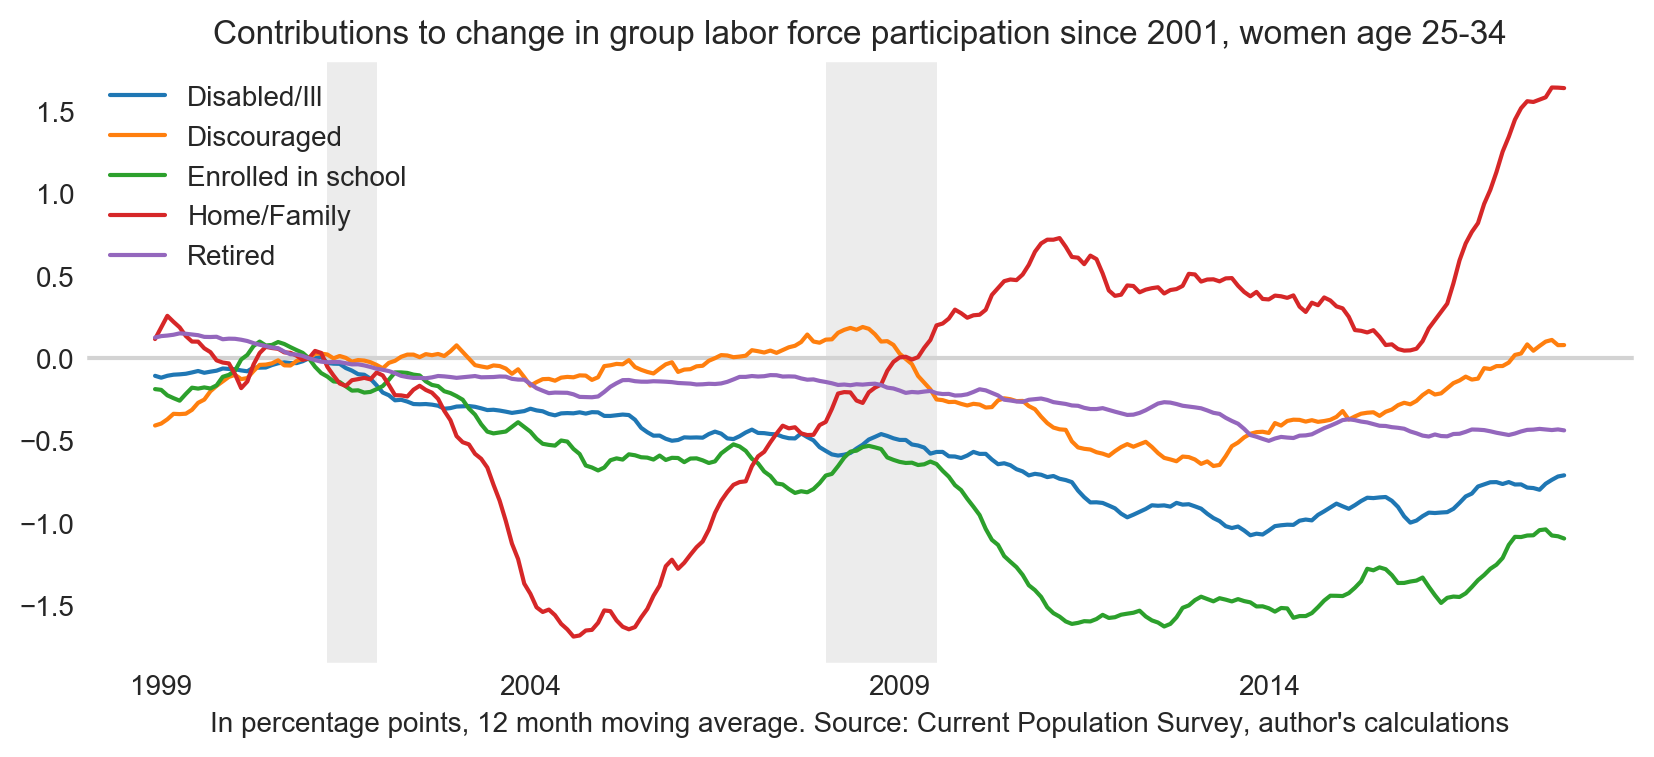 Contributions to change in group labor force participation since 2001, women age 25-34
Disabled/Ill
Discouraged
Enrolled in school
Home/Family
Retired
1.5
1.0
0.5
0.0
−0.5
−1.0
−1.5
1999 2004 2009 2014
In percentage points, 12 month moving average. Source: Current Population Survey, author's calculations